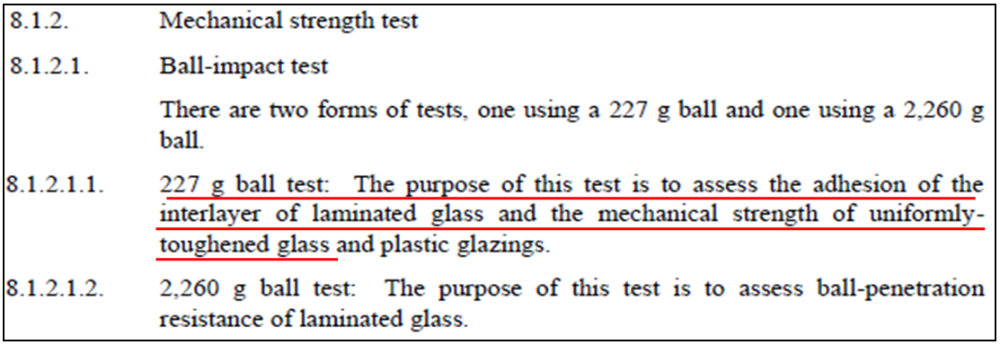 8.1.2. Mechanical strength test
8.1.2.1. Ball-impact test
There are two forms of tests, one using a 227 g ball and one using a 2,260 g
ball.
8.1.2.1.1. 227 g ball test: The purpose of this test is to assess the adhesion of the
interlayer of laminated glass and the mechanical strength of uniformly-
toughened glass and plastic glazings.
8.1.2.1.2. 2,260 g ball test: The purpose of this test is to assess ball-penetration
resistance of laminated glass.